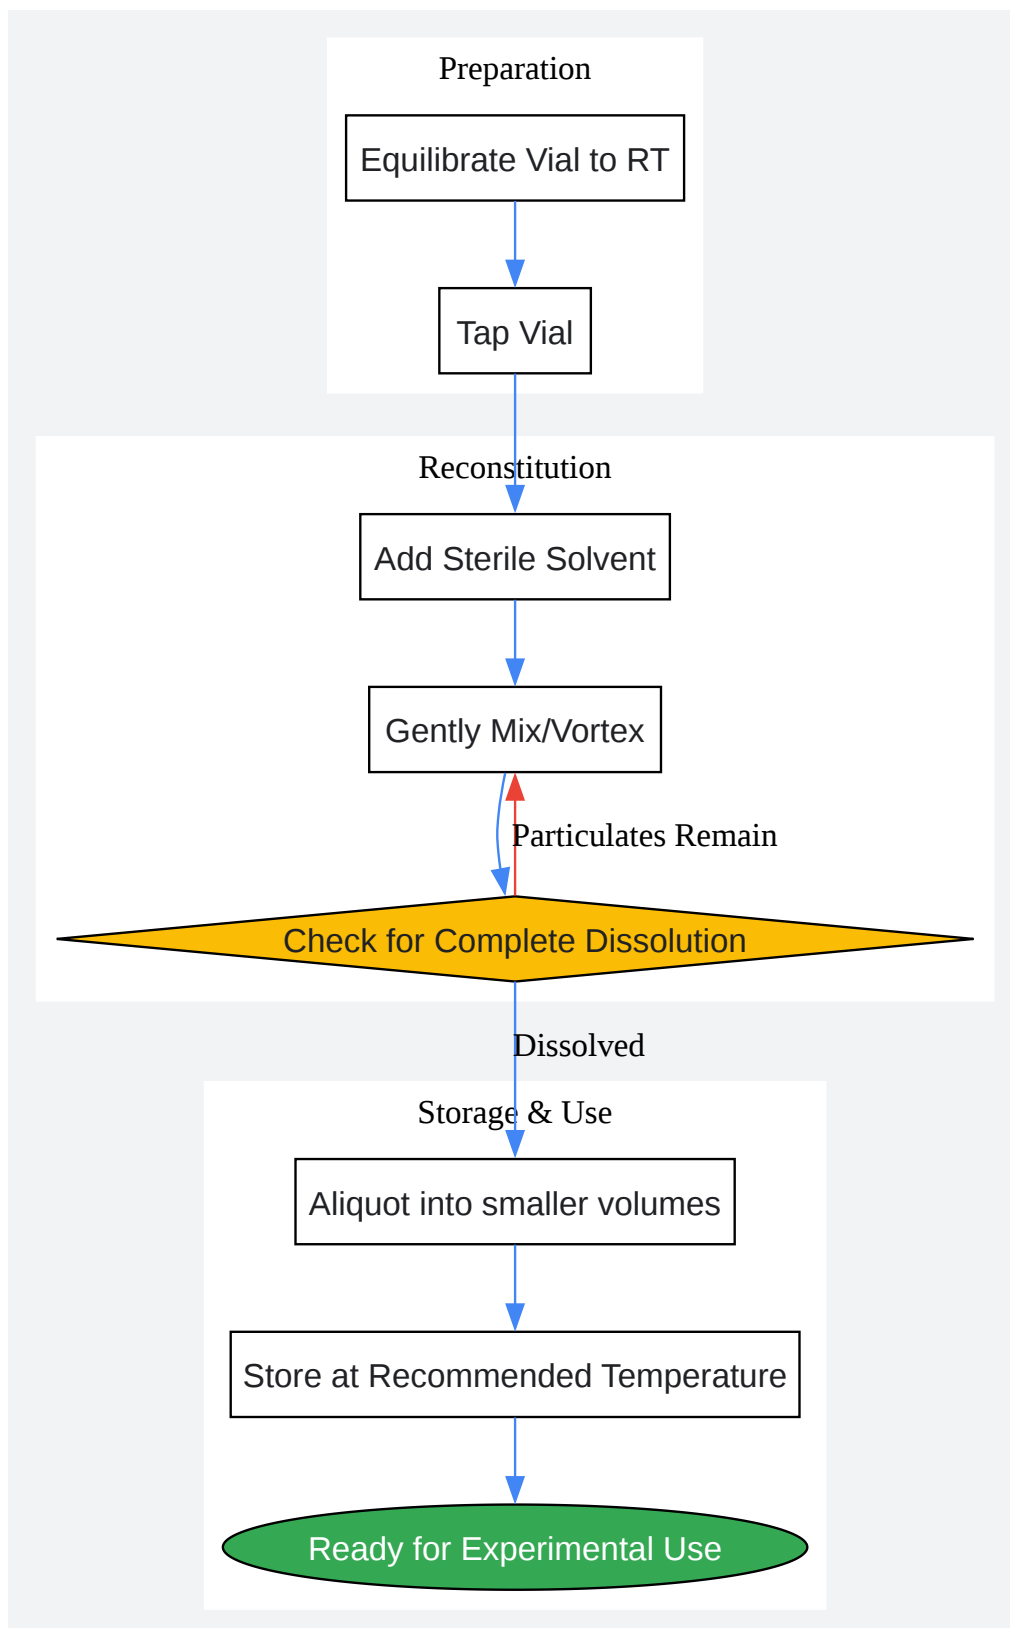 Preparation
Equilibrate Vial to RT
Tap Vial
Reconstitution
Add Sterile Solvent
Gently Mix/Vortex
Particulates Remain
Check for Complete Dissolution
Dissolved
Storage & Use
Aliquot into smaller volumes
Store at Recommended Temperature
Ready for Experimental Use